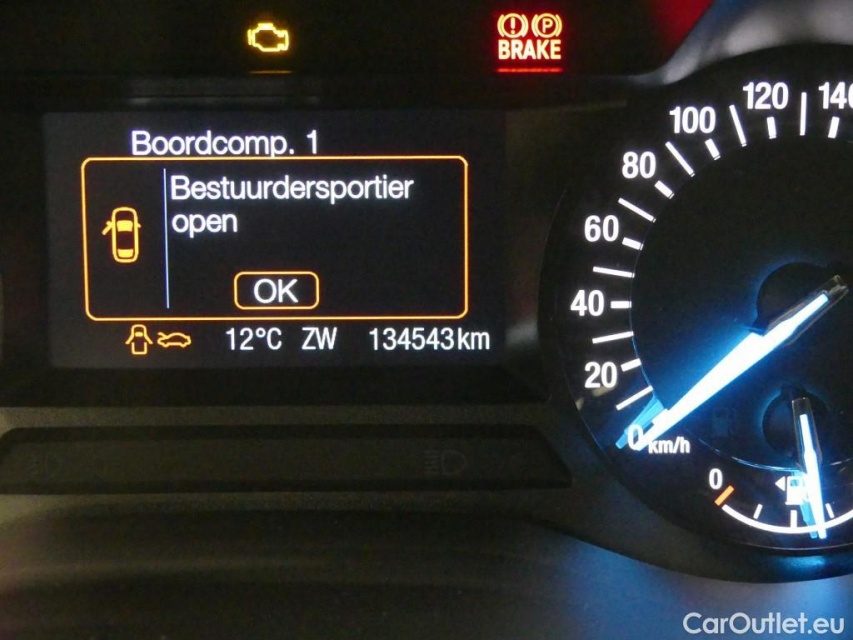 BRAKE
Boordcomp. 1
Bestuurdersportier
open
OK
12°C ZW 134543km
140
120
100
80
60
40
20
0
km/h
0
CarOutlet.eu